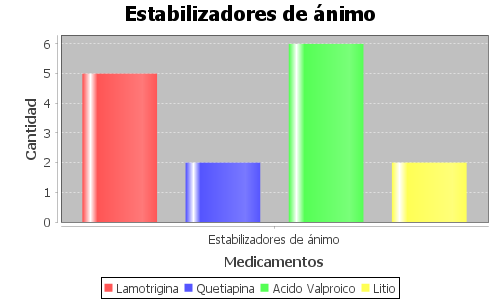 Estabilizadores de ánimo
Cantidad
6
5
4
3
2
1
0
Estabilizadores de ánimo
Medicamentos
Lamotrigina Quetiapina Acido Valproico Litio